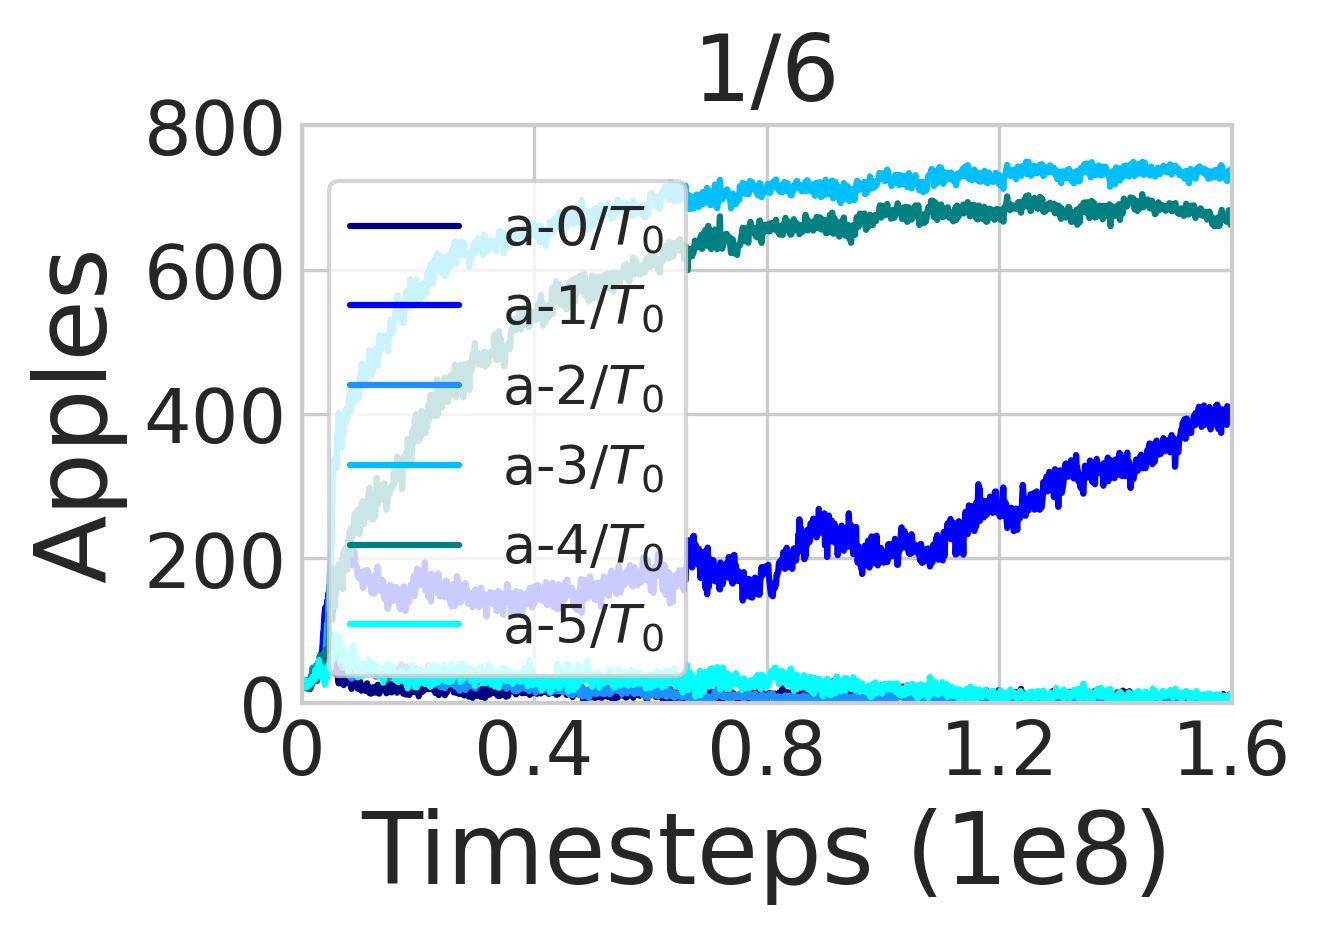 1/6
800
600
400
200
0
Apples
a-0/T₀
a-1/T₀
a-2/T₀
a-3/T₀
a-4/T₀
a-5/T₀
0 0.4 0.8 1.2 1.6
Timesteps (1e8)